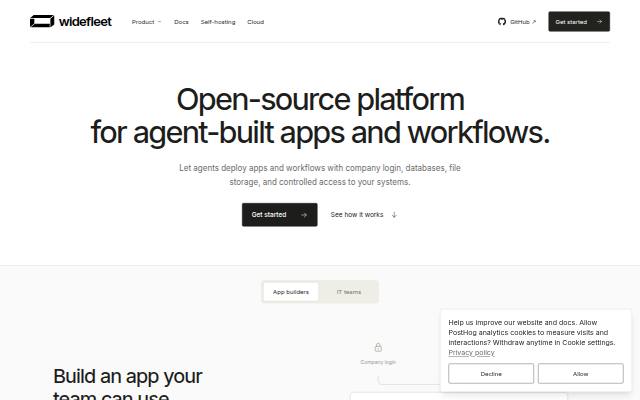 widefleet
Product
Docs
Self-hosting
Cloud
GitHub ↗
Get started →
Open-source platform
for agent-built apps and workflows.
Let agents deploy apps and workflows with company login, databases, file
storage, and controlled access to your systems.
Get started →
See how it works ↓
App builders
IT teams
Company login
Build an app your
team can use
Help us improve our website and docs. Allow
PostHog analytics cookies to measure visits and
interactions? Withdraw anytime in Cookie settings.
Privacy policy
Decline
Allow